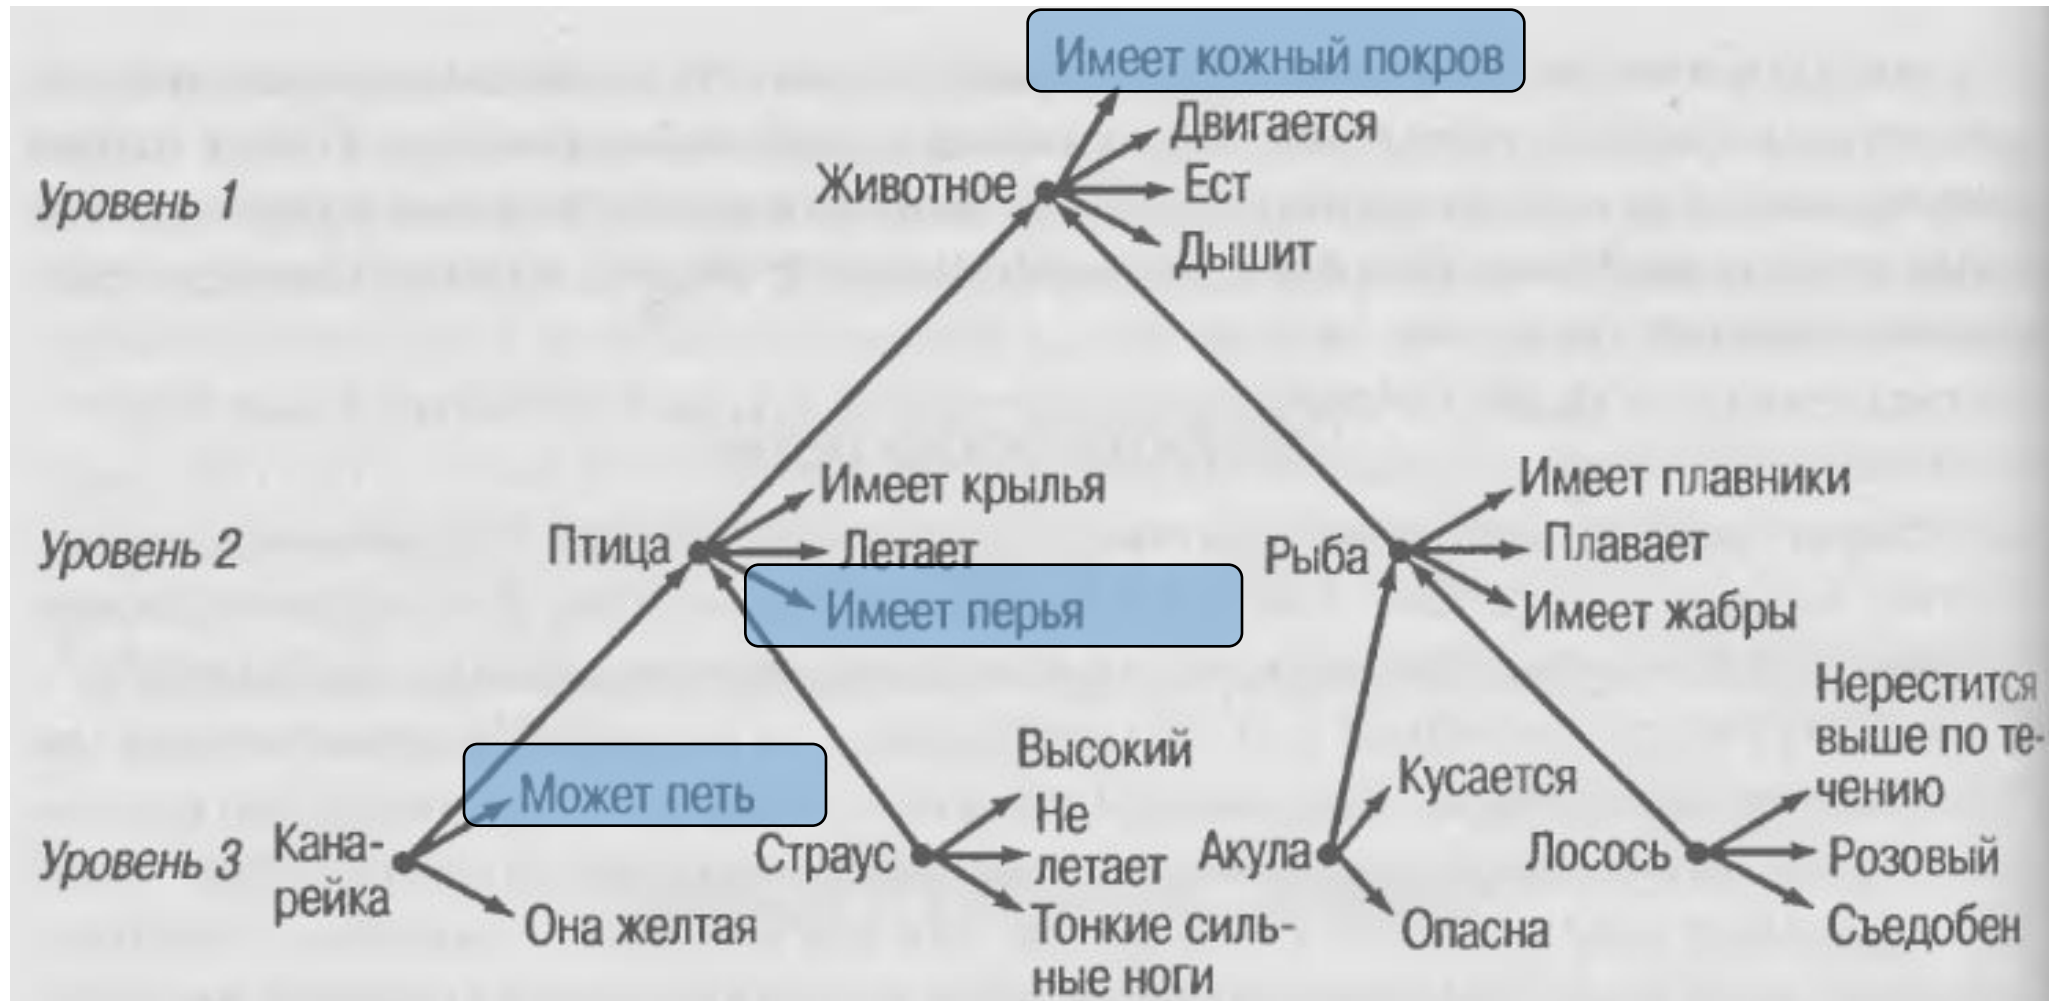 Имеет кожный покров
Двигается
Уровень 1
Животное
Ест
Дышит
Уровень 2
Птица
Имеет крылья
Летает
Имеет перья
Рыба
Имеет плавники
Плавает
Имеет жабры
Уровень 3
Кана-
рейка
Может петь
Она желтая
Страус
Высокий
Не
летает
Тонкие силь-
ные ноги
Акула
Кусается
Опасна
Лосось
Нерестится
выше по те-
чению
Розовый
Съедобен